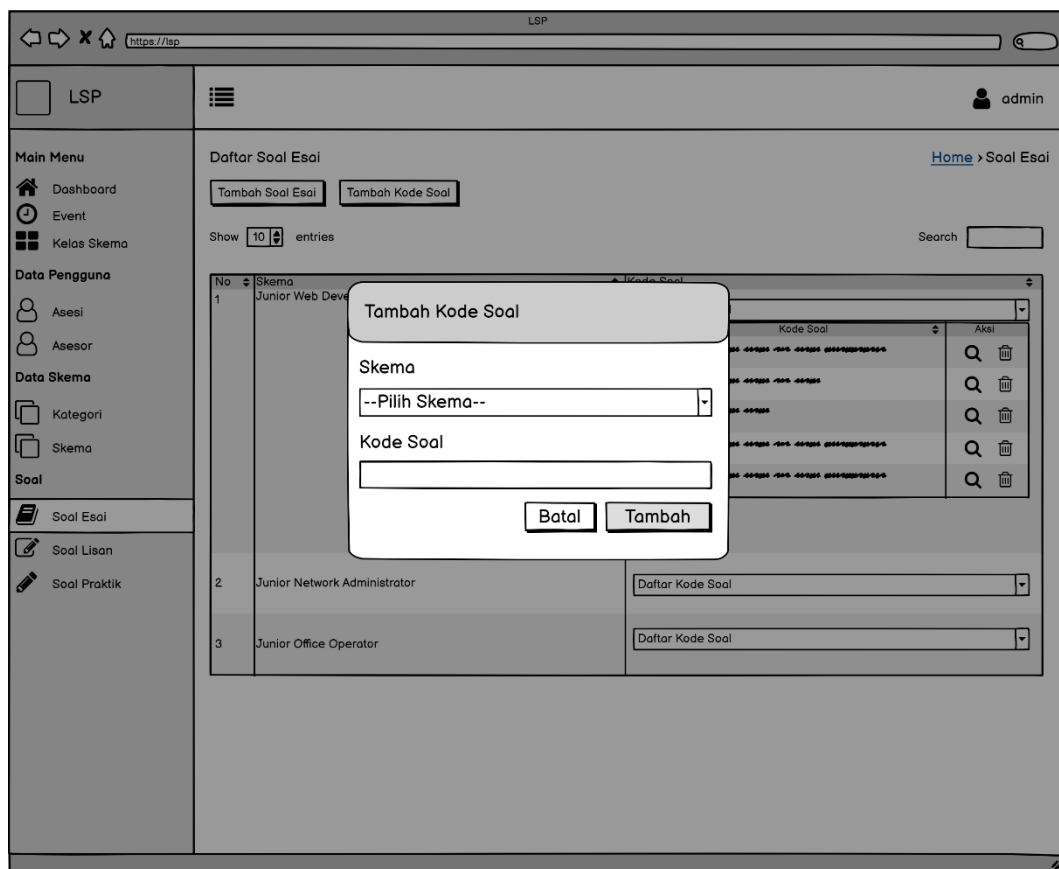 LSP
https://lsp
LSP
admin
Main Menu
Dashboard
Event
Kelas Skema
Data Pengguna
Asesi
Asesor
Data Skema
Kategori
Skema
Soal
Soal Esai
Soal Lisan
Soal Praktik
Daftar Soal Esai
Home > Soal Esai
Tambah Soal Esai
Tambah Kode Soal
Show 10 entries
Search
No Skema Kode Soal
1 Junior Web Deve
Kode Soal Aksi
Tambah Kode Soal
Skema
--Pilih Skema--
Kode Soal
Batal
Tambah
2 Junior Network Administrator Daftar Kode Soal
3 Junior Office Operator Daftar Kode Soal